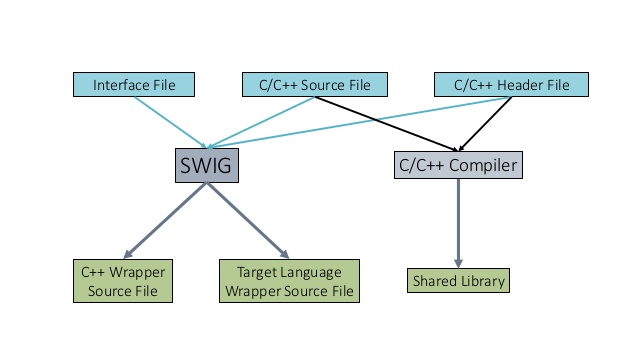 Interface File
C/C++ Source File
C/C++ Header File
SWIG
C/C++ Compiler
C++ Wrapper
Source File
Target Language
Wrapper Source File
Shared Library